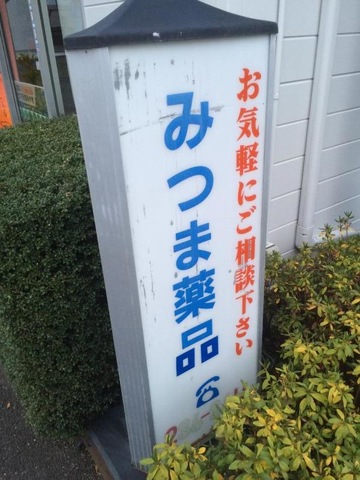 お気軽にご相談下さい
みつま薬品
☎